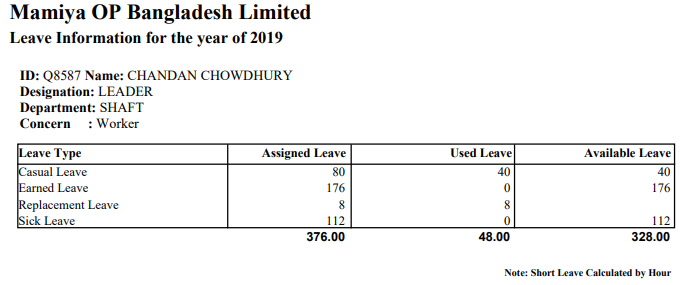 Mamiya OP Bangladesh Limited
Leave Information for the year of 2019
ID: Q8587 Name: CHANDAN CHOWDHURY
Designation: LEADER
Department: SHAFT
Concern : Worker
Leave Type Assigned Leave Used Leave Available Leave
Casual Leave 80 40 40
Earned Leave 176 0 176
Replacement Leave 8 8
Sick Leave 112 0 112
376.00 48.00 328.00
Note: Short Leave Calculated by Hour